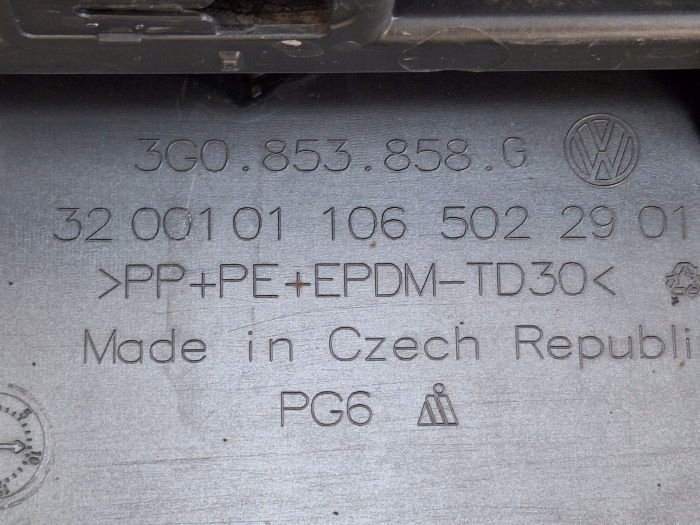 3G0.853.858.G
32 001 01 106 502 29 01
>PP+PE+EPDM-TD30<
Made in Czech Republi
PG6